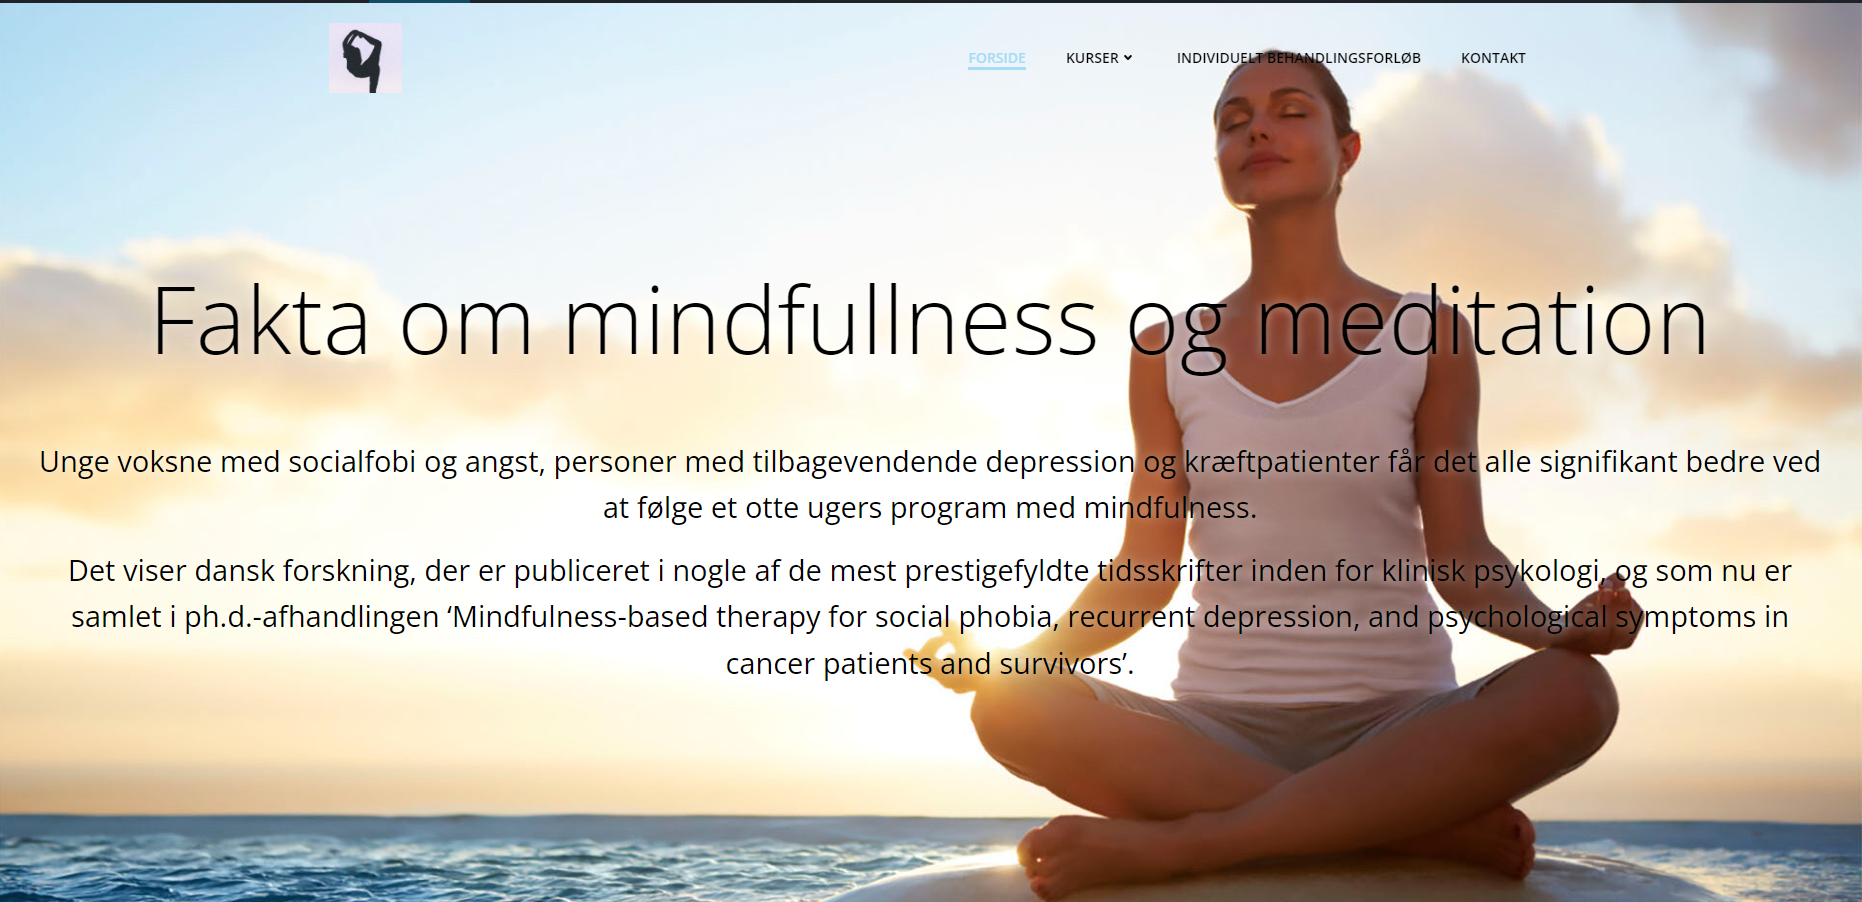 FORSIDE KURSER INDIVIDUELT BEHANDLINGSFORLØB KONTAKT
Fakta om mindfullness og meditation
Unge voksne med socialfobi og angst, personer med tilbagevendende depression og kræftpatienter får det alle signifikant bedre ved
at følge et otte ugers program med mindfulness.
Det viser dansk forskning, der er publiceret i nogle af de mest prestigefyldte tidsskrifter inden for klinisk psykologi, og som nu er
samlet i ph.d.-afhandlingen ‘Mindfulness-based therapy for social phobia, recurrent depression, and psychological symptoms in
cancer patients and survivors’.